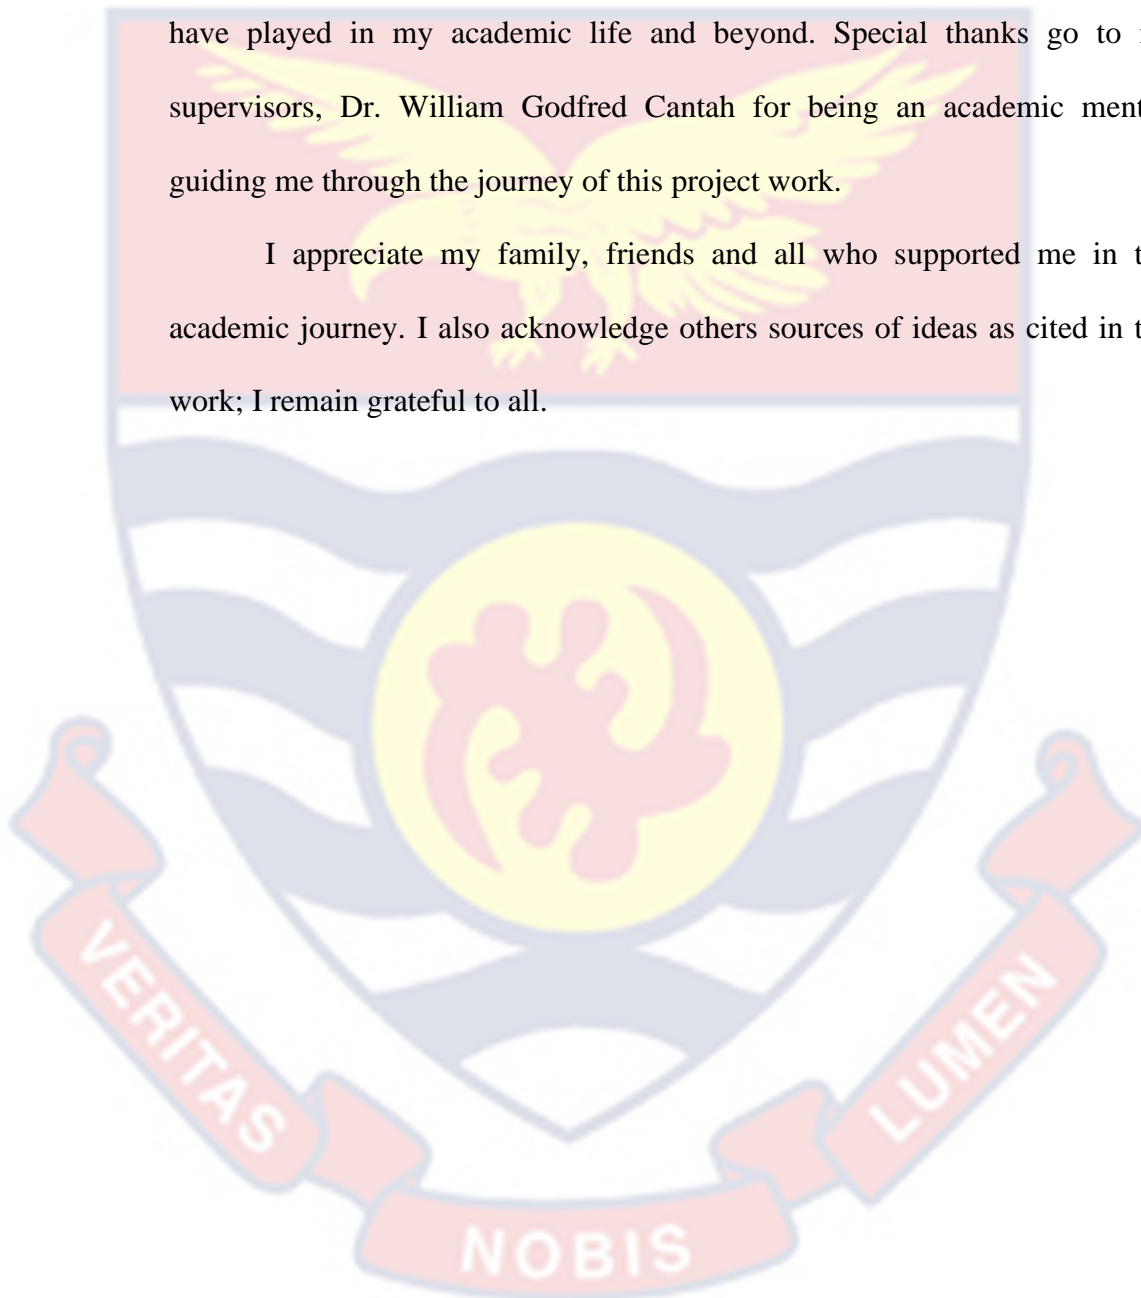 have played in my academic life and beyond. Special thanks go to
supervisors, Dr. William Godfred Cantah for being an academic
guiding me through the journey of this project work.
I appreciate my family, friends and all who supported me in
academic journey. I also acknowledge others sources of ideas as cited in
work; I remain grateful to all.
VERITAS
NOBIS
LUMEN